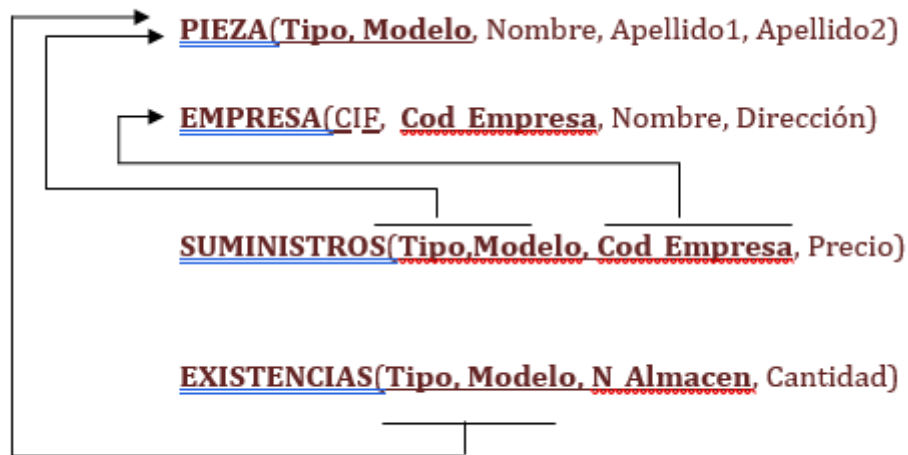 PIEZA(Tipo, Modelo, Nombre, Apellido1, Apellido2)
EMPRESA(CIF, Cod Empresa, Nombre, Dirección)
SUMINISTROS(Tipo,Modelo, Cod Empresa, Precio)
EXISTENCIAS(Tipo, Modelo, N Almacen, Cantidad)